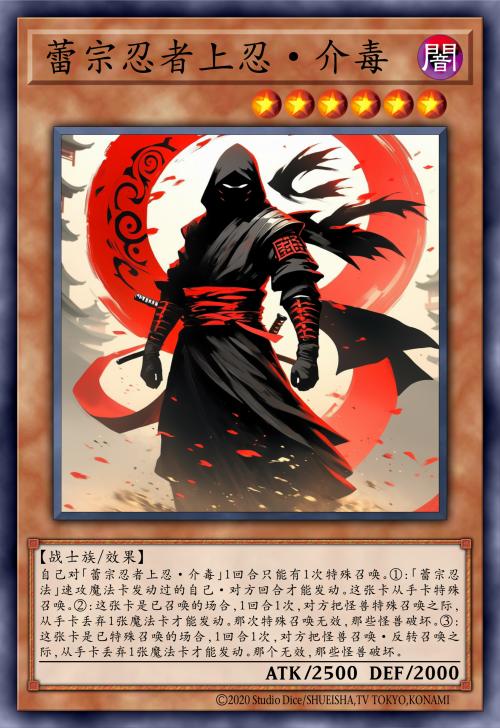 蕾宗忍者上忍・介毒
闇
【战士族/效果】
自己对「蕾宗忍者上忍・介毒」1回合只能有1次特殊召唤。①:「蕾宗忍
法」速攻魔法卡发动过的自己・对方回合才能发动。这张卡从手卡特殊
召唤。②:这张卡是已召唤的场合,1回合1次,对方把怪兽特殊召唤之际,
从手卡丢弃1张魔法卡才能发动。那次特殊召唤无效,那些怪兽破坏。③:
这张卡是已特殊召唤的场合,1回合1次,对方把怪兽召唤・反转召唤之
际,从手卡丢弃1张魔法卡才能发动。那个无效,那些怪兽破坏。
ATK/2500 DEF/2000
©2020 Studio Dice/SHUEISHA,TV TOKYO,KONAMI